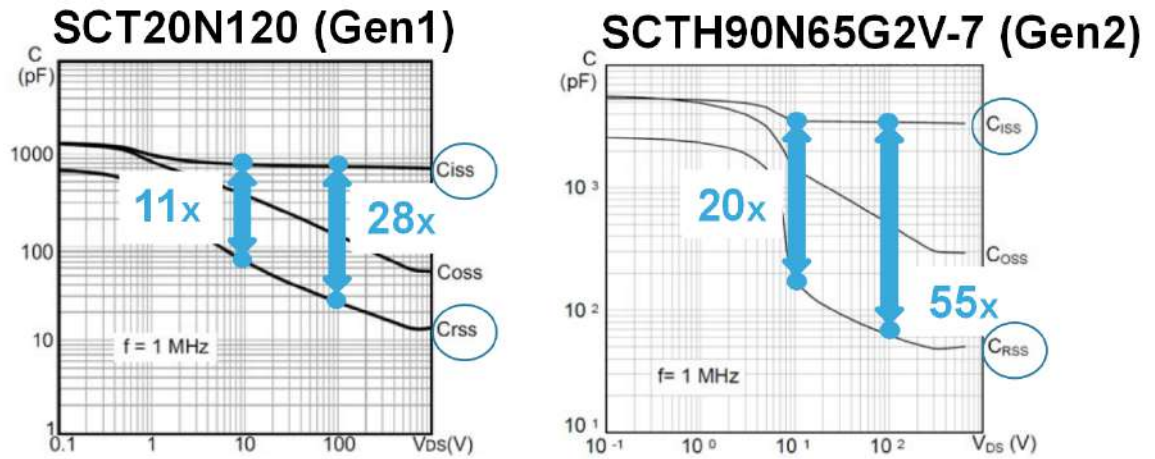 SCT20N120 (Gen1)
C
(pF)
1000
100
10
1
0.1
1
10
100
VDS(V)
11x
28x
Ciss
Coss
Crss
f = 1 MHz
SCTH90N65G2V-7 (Gen2)
C
(pF)
10 3
10 2
10 1
10 -1
10 0
10 1
10 2
VDS (V)
20x
55x
CISS
COSS
CRSS
f= 1 MHz